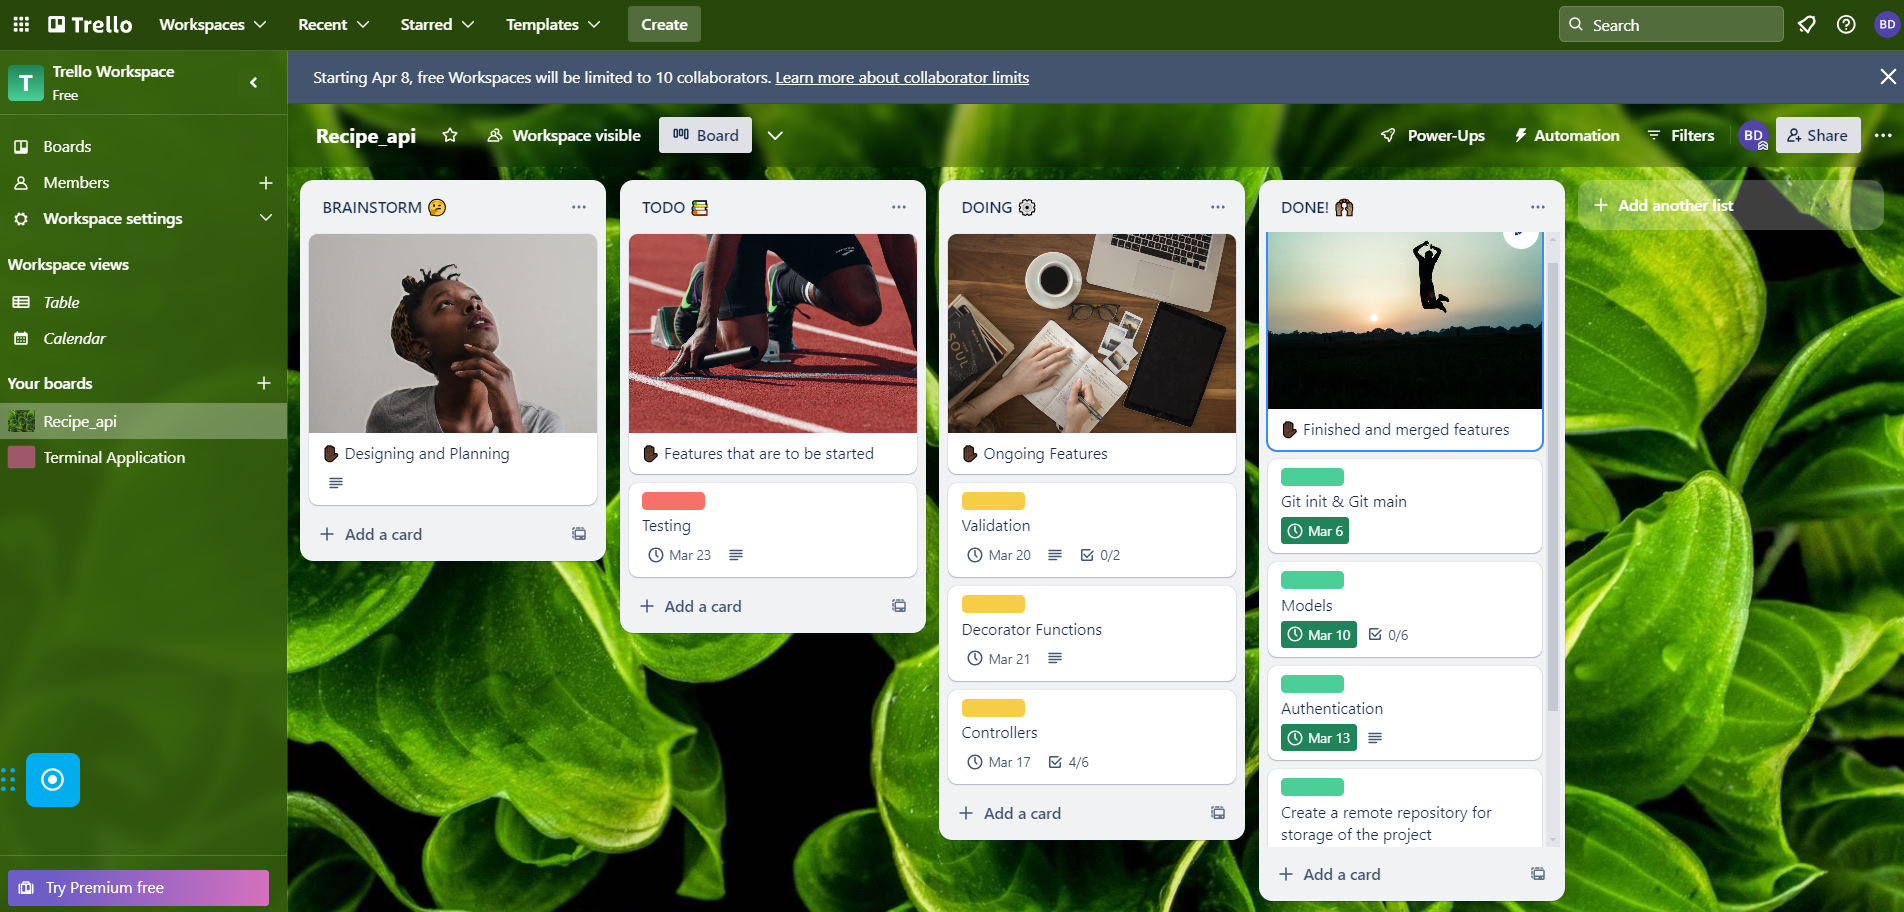 Trello
Workspaces
Recent
Starred
Templates
Create
Search
BD
T
Trello Workspace
Free
Starting Apr 8, free Workspaces will be limited to 10 collaborators. Learn more about collaborator limits
Boards
Members
Workspace settings
Workspace views
Table
Calendar
Your boards
Recipe_api
Terminal Application
Try Premium free
Recipe_api
Workspace visible
Board
Power-Ups
Automation
Filters
BD
Share
BRAINSTORM 🤔
✋🏿 Designing and Planning
Add a card
TODO 📚
✋🏿 Features that are to be started
Testing
Mar 23
Add a card
DOING ⚙️
SOUL
✋🏿 Ongoing Features
Validation
Mar 20
0/2
Decorator Functions
Mar 21
Controllers
Mar 17
4/6
Add a card
DONE! 🙌🏽
✋🏿 Finished and merged features
Git init & Git main
Mar 6
Models
Mar 10
0/6
Authentication
Mar 13
Create a remote repository for
storage of the project
Add a card
Add another list